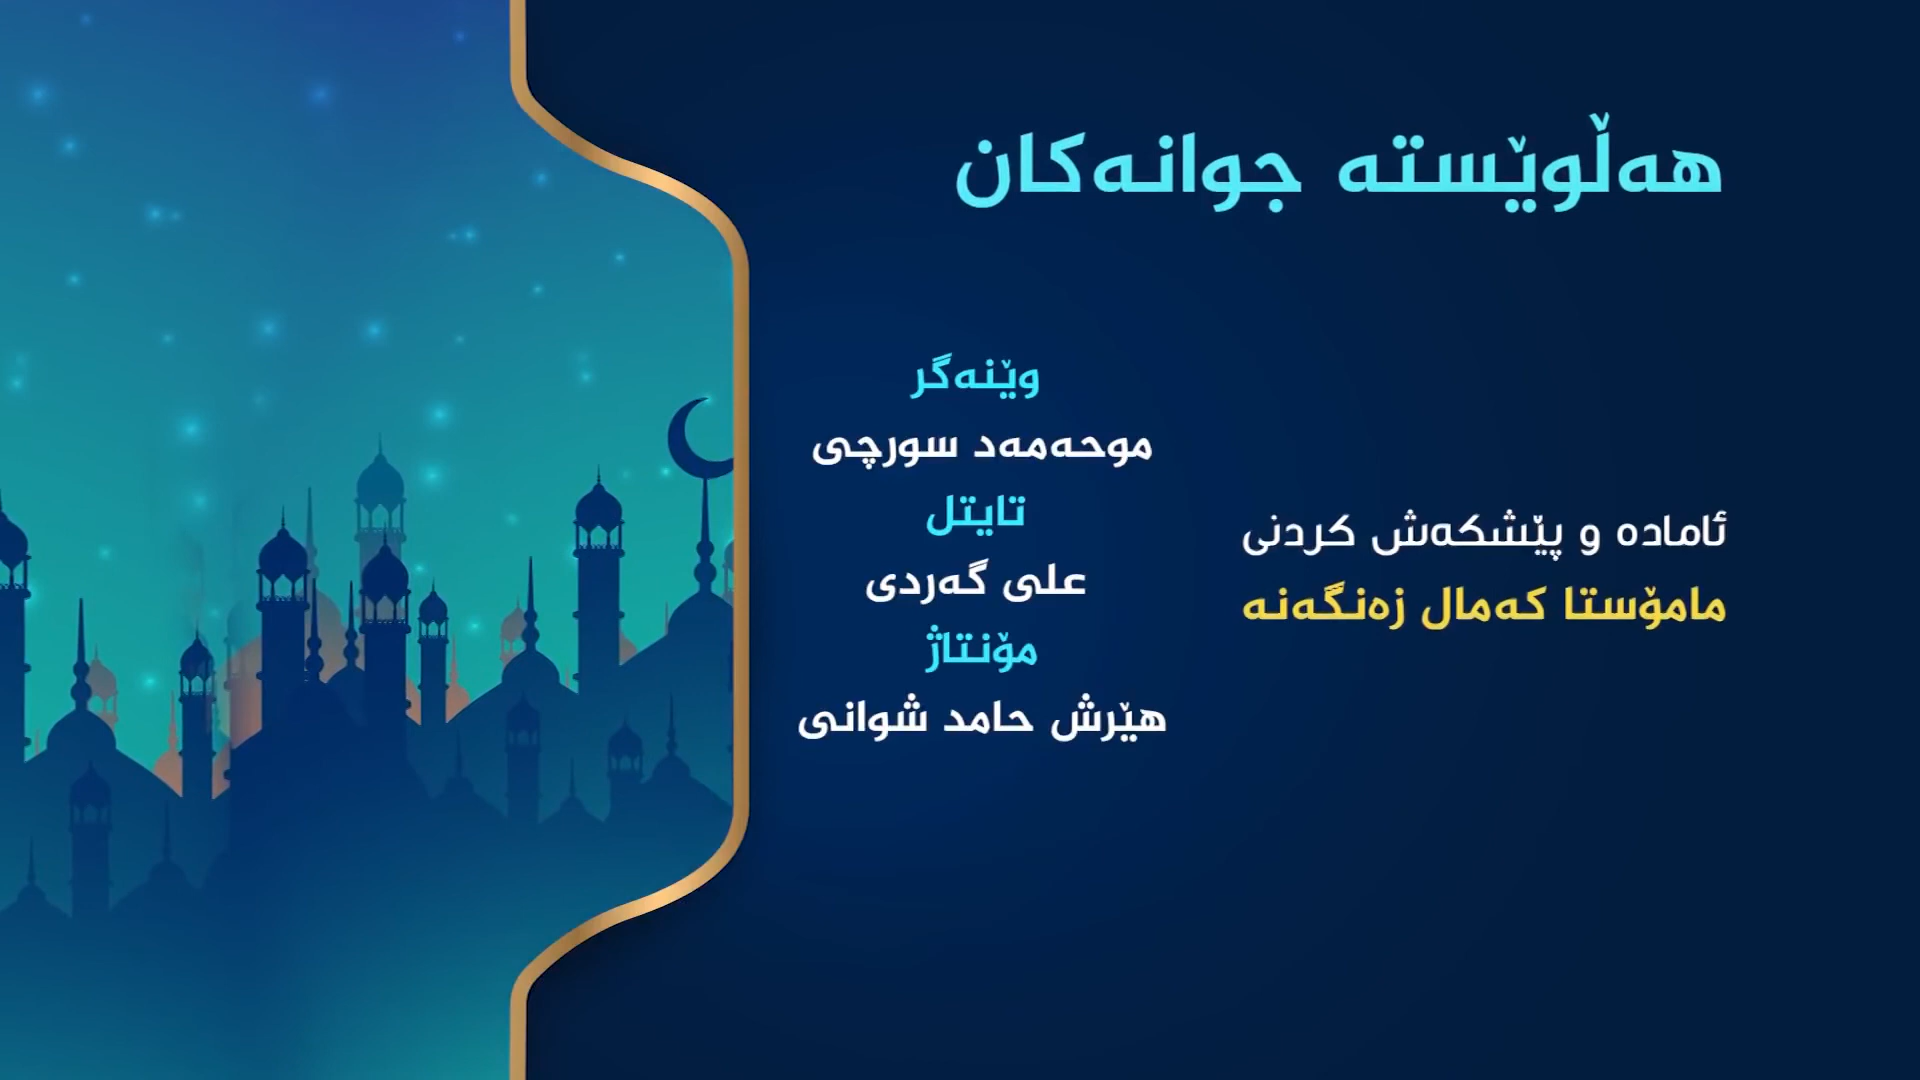 هەڵوێستە جوانەکان
ئامادە و پێشکەش کردنی
مامۆستا کەمال زەنگەنە
وێنەگر
موحەمەد سورچی
تایتل
علی گەردی
مۆنتاژ
هێرش حامد شوانی